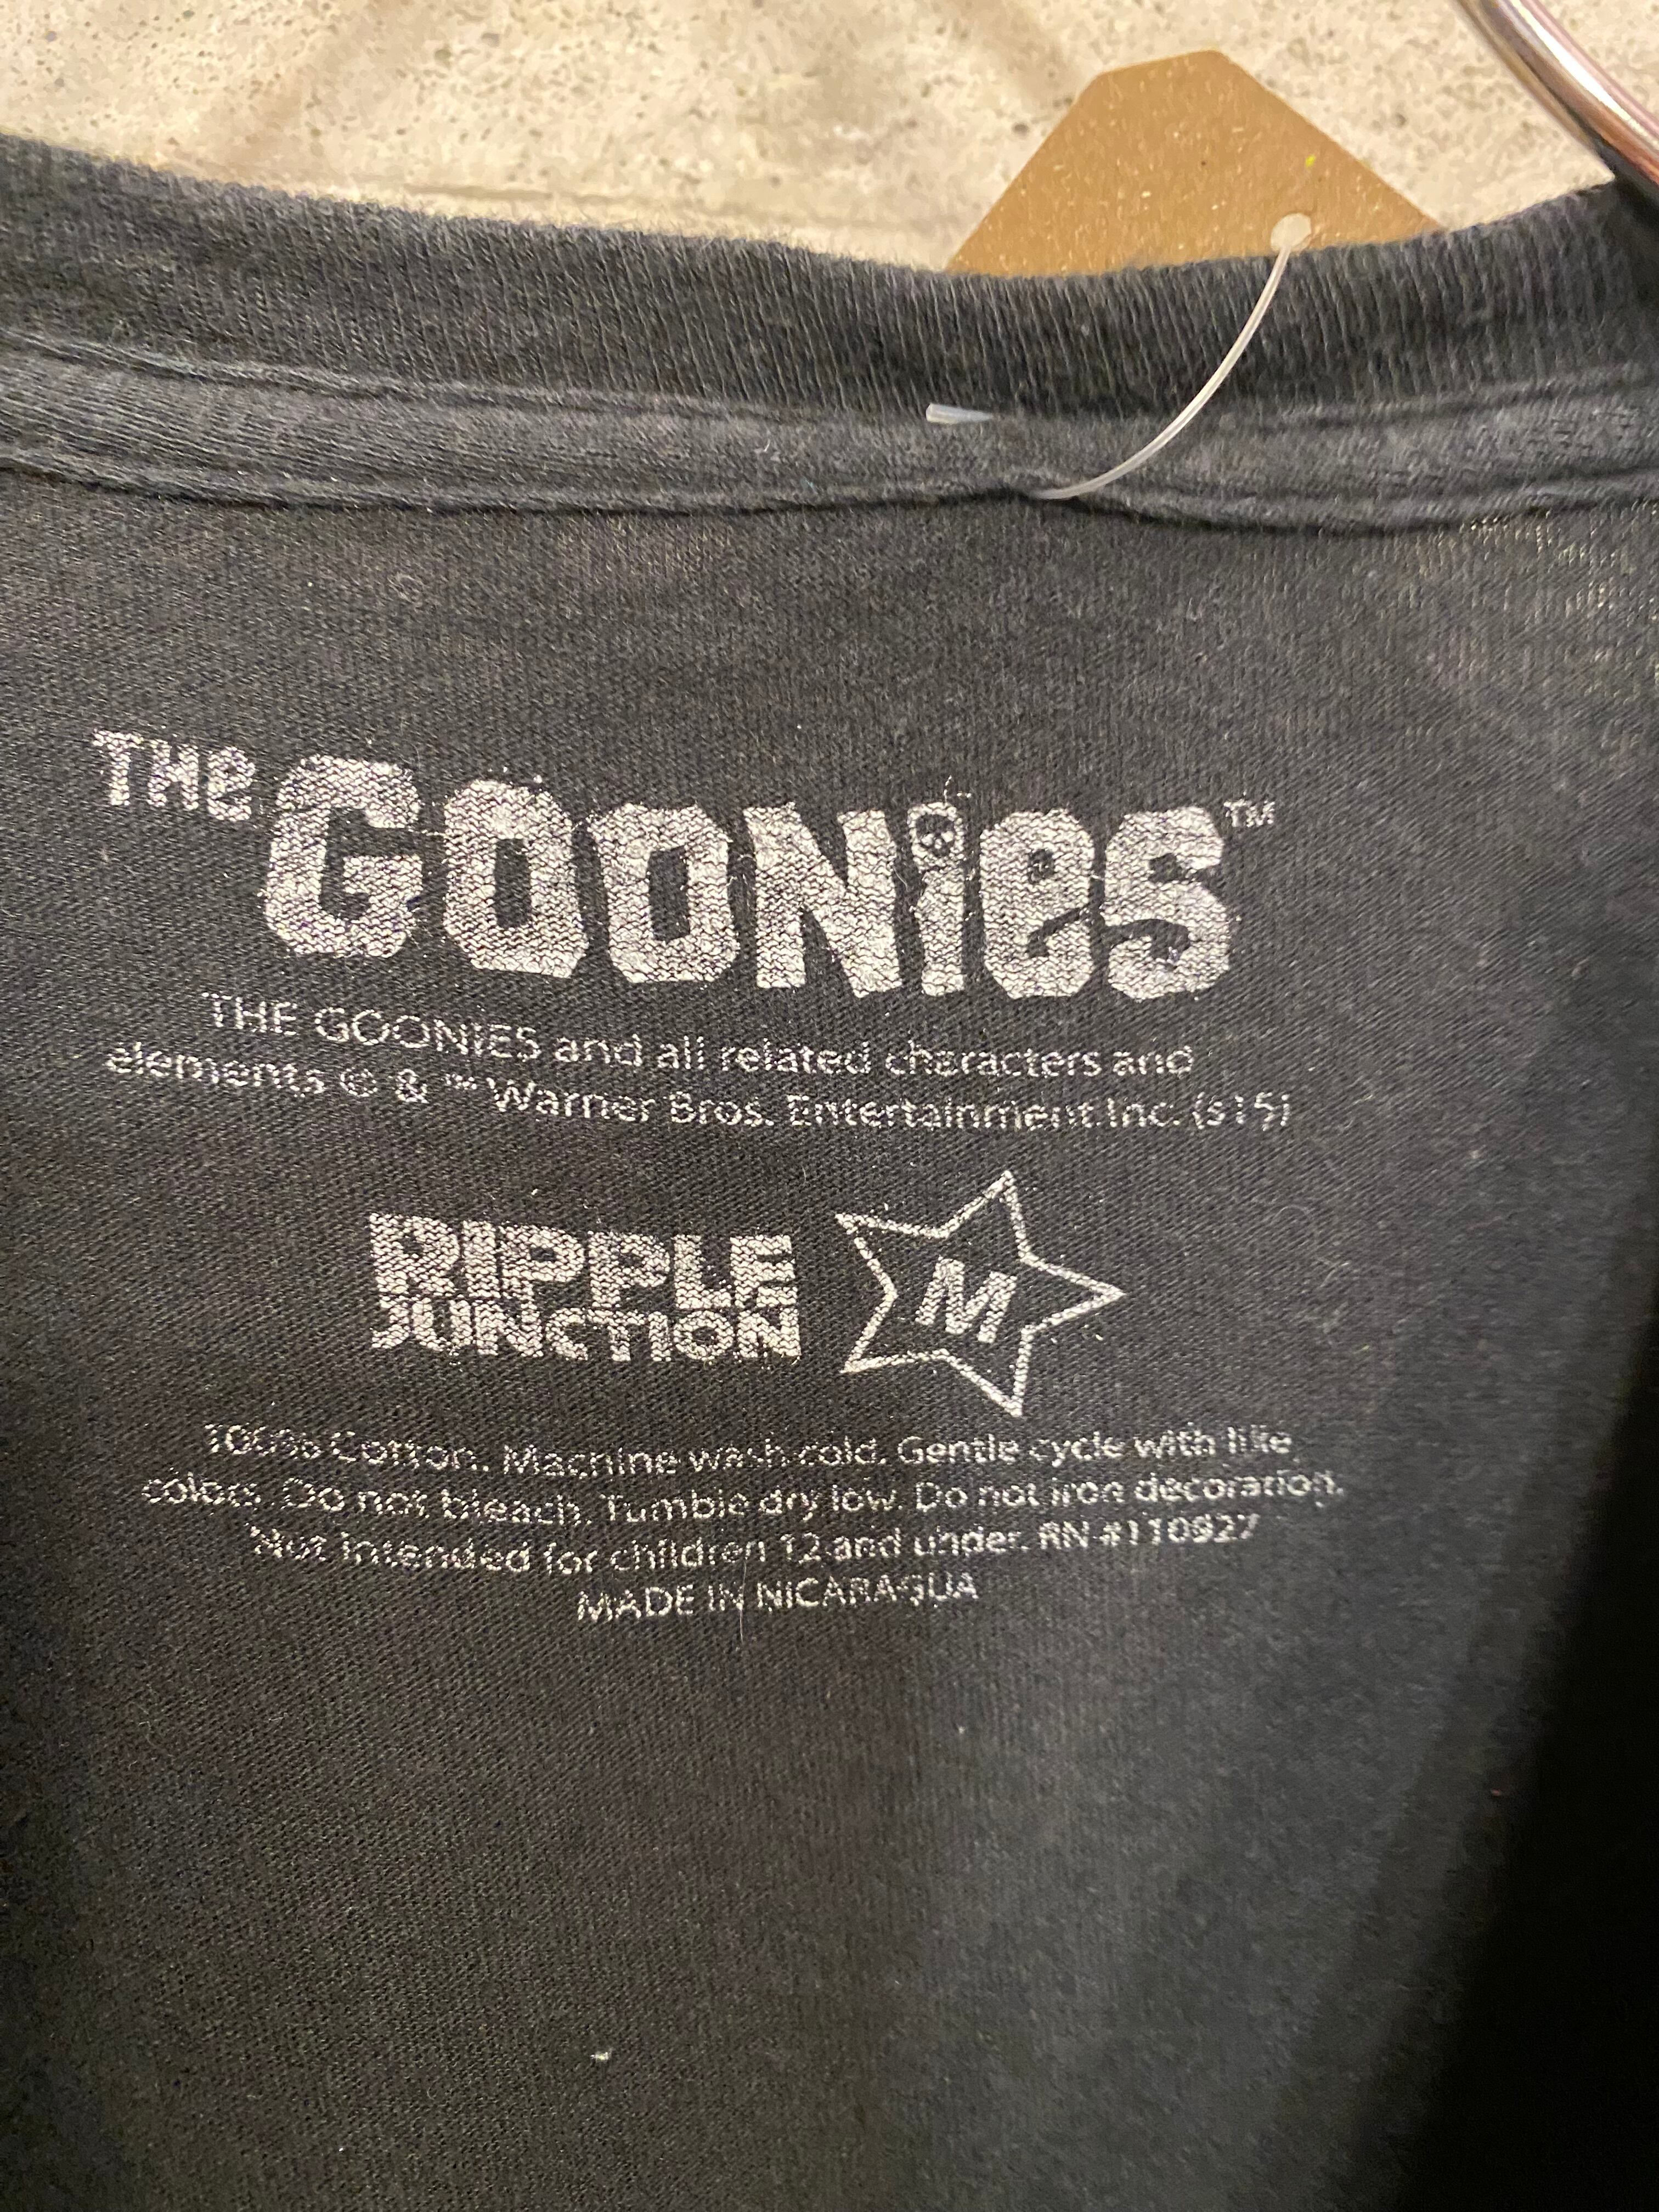 THE GOONIES™
THE GOONIES and all related characters and
elements © & ™ Warner Bros. Entertainment Inc. (s15)
RIPPLE
JUNCTION
M
100% Cotton. Machine wash cold. Gentle cycle with like
colors. Do not bleach. Tumble dry low. Do not iron decoration.
Not intended for children 12 and under. RN #110927
MADE IN NICARAGUA